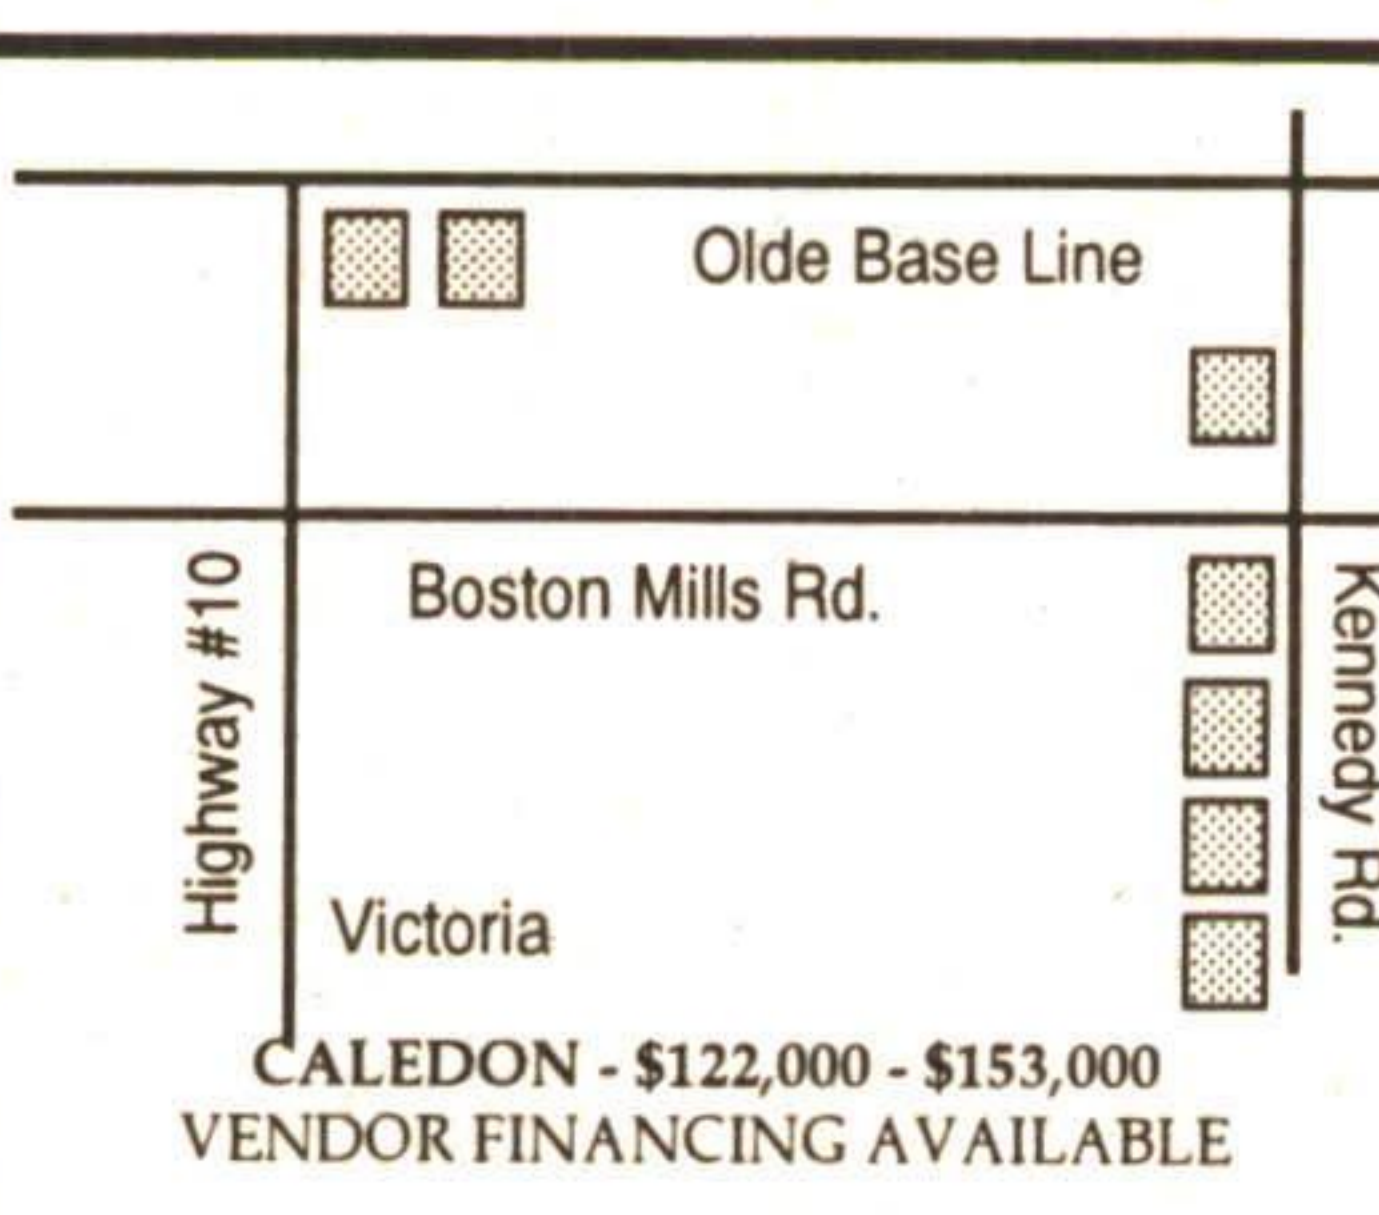 Olde Base Line
Boston Mills Rd.
Highway #10
Kennedy Rd.
Victoria
CALEDON - $122,000 - $153,000
VENDOR FINANCING AVAILABLE